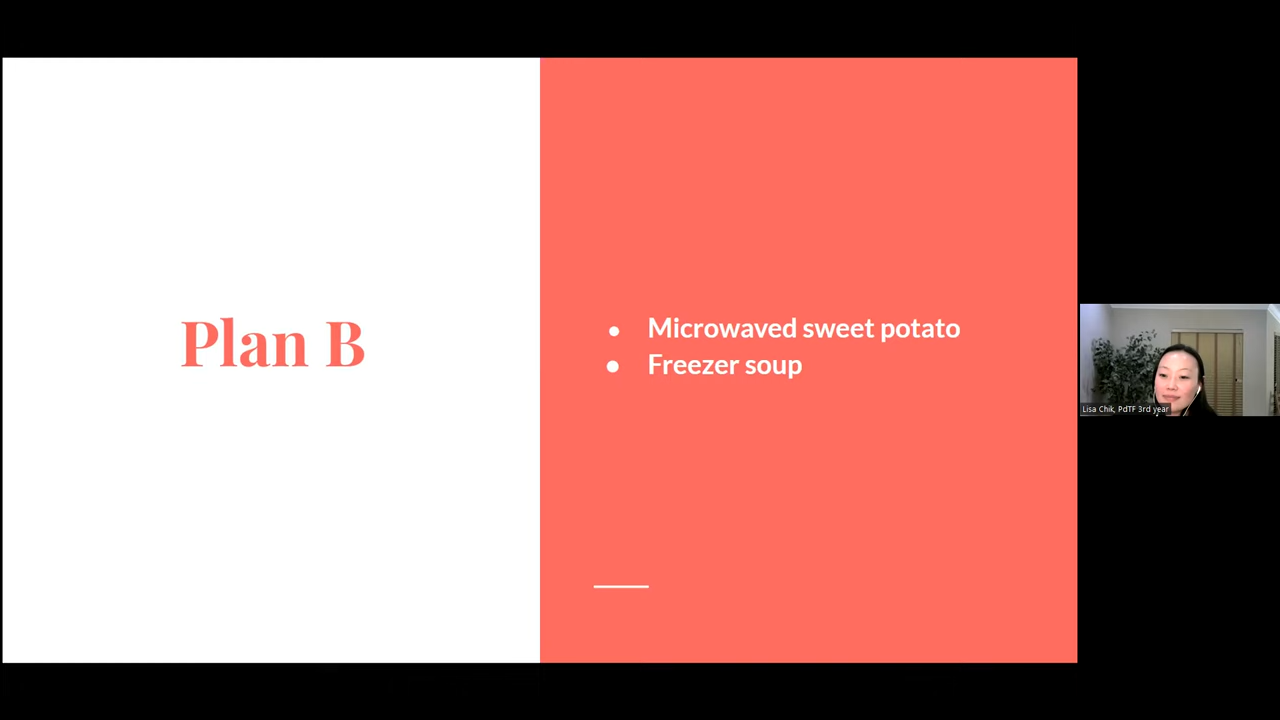 Plan B
● Microwaved sweet potato
● Freezer soup
Lisa Chik, PdTF 3rd year